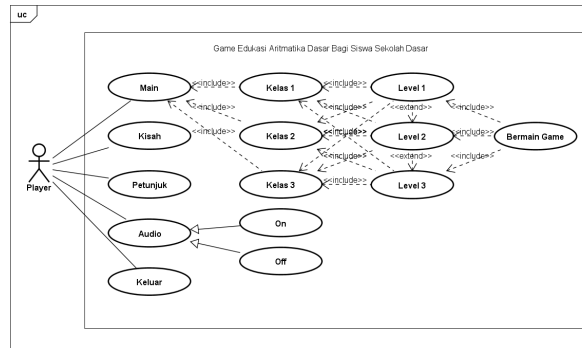 uc
Game Edukasi Aritmatika Dasar Bagi Siswa Sekolah Dasar
Main
<<include>>
Kelas 1
<<include>>
Level 1
<<include>>
<<include>>
<<extend>>
<<include>>
Kisah
<<include>>
Kelas 2
<<include>>
Level 2
<<include>>
Bermain Game
<<include>>
<<extend>>
<<include>>
Player
Petunjuk
Kelas 3
<<include>>
Level 3
Audio
On
Off
Keluar